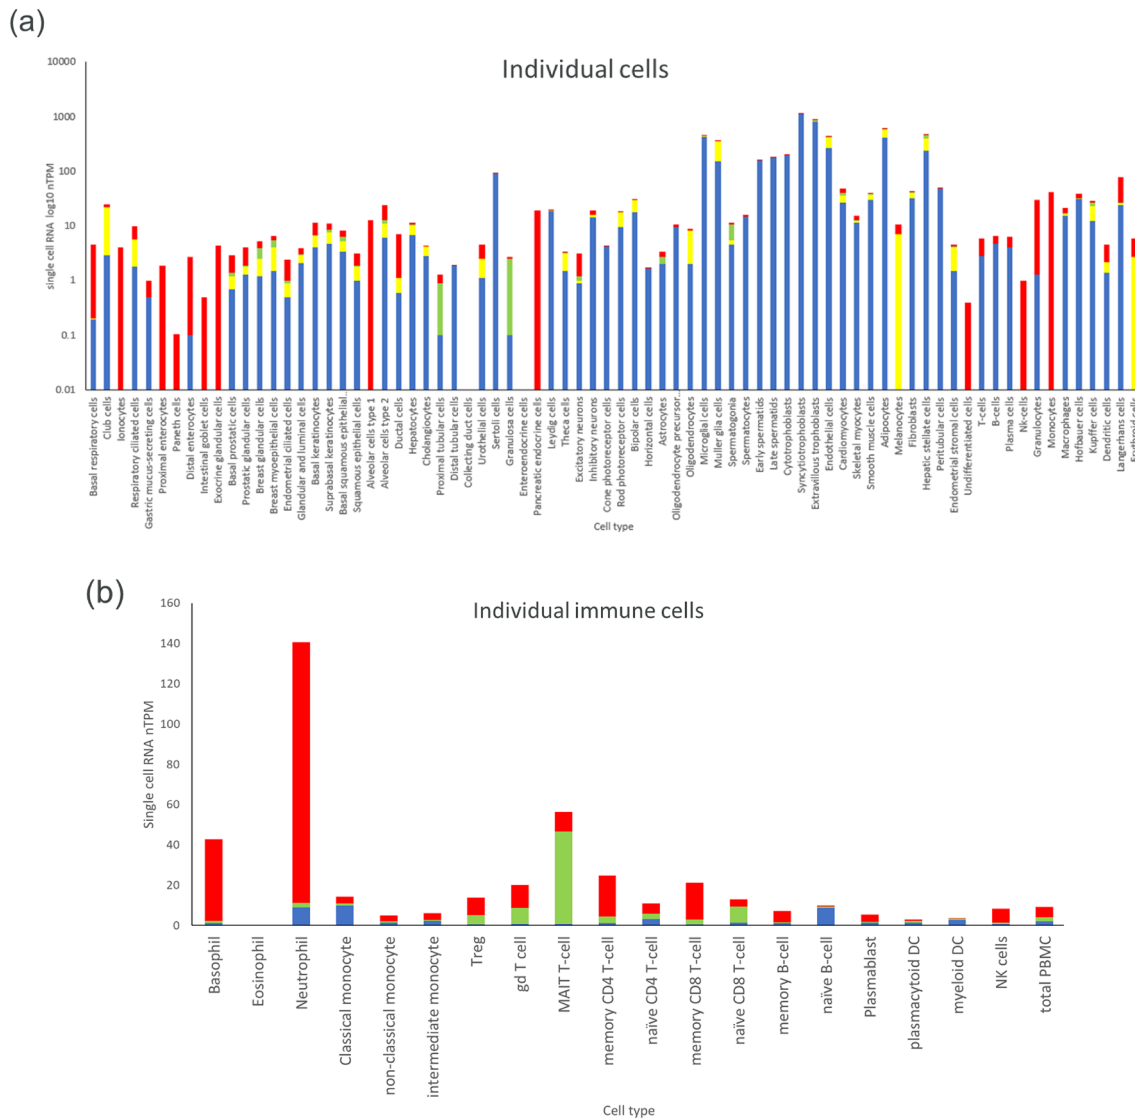 (a)
Individual cells
single cell RNA log10 nTPM
10000
1000
100
10
1
0.1
0.01
Basal respiratory cells
Club cells
Ionocytes
Respiratory ciliated cells
Gastric mucus-secreting cells
Proximal enterocytes
Paneth cells
Distal enterocytes
Intestinal goblet cells
Exocrine glandular cells
Basal prostatic cells
Prostatic glandular cells
Breast glandular cells
Breast myoepithelial cells
Endometrial ciliated cells
Glandular and luminal cells
Basal keratinocytes
Suprabasal keratinocytes
Basal squamous epithelial...
Squamous epithelial cells
Alveolar cells type 1
Alveolar cells type 2
Ductal cells
Hepatocytes
Cholangiocytes
Proximal tubular cells
Distal tubular cells
Collecting duct cells
Urothelial cells
Sertoli cells
Granulosa cells
Enteroendocrine cells
Pancreatic endocrine cells
Leydig cells
Theca cells
Excitatory neurons
Inhibitory neurons
Cone photoreceptor cells
Rod photoreceptor cells
Bipolar cells
Horizontal cells
Astrocytes
Oligodendrocyte precursor...
Oligodendrocytes
Microglial cells
Muller glia cells
Spermatogonia
Spermatocytes
Early spermatids
Late spermatids
Cytotrophoblasts
Syncytiotrophoblasts
Extravillous trophoblasts
Endothelial cells
Cardiomyocytes
Skeletal myocytes
Smooth muscle cells
Adipocytes
Melanocytes
Fibroblasts
Hepatic stellate cells
Peritubular cells
Endometrial stromal cells
Undifferentiated cells
T-cells
B-cells
Plasma cells
Nk-cells
Granulocytes
Monocytes
Macrophages
Hofbauer cells
Kupffer cells
Dendritic cells
Langerhans cells
Cell type
(b)
Individual immune cells
Single cell RNA nTPM
160
140
120
100
80
60
40
20
0
Basophil
Eosinophil
Neutrophil
Classical monocyte
non-classical monocyte
intermediate monocyte
Treg
gd T cell
MAIT T-cell
memory CD4 T-cell
naïve CD4 T-cell
memory CD8 T-cell
naïve CD8 T-cell
memory B-cell
naïve B-cell
Plasmablast
plasmacytoid DC
myeloid DC
NK cells
total PBMC
Cell type